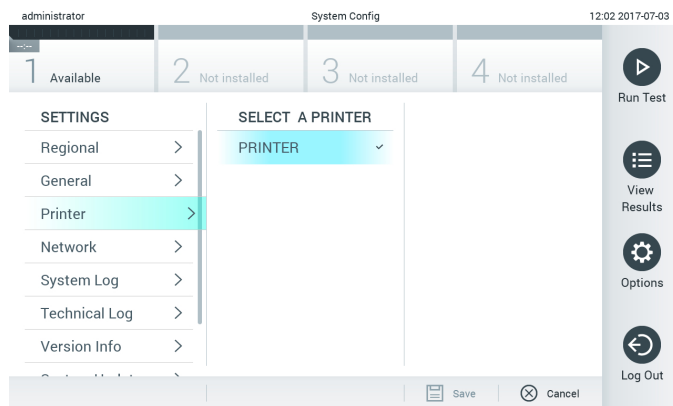 administrator System Config 12:02 2017-07-03
--:--
1 Available 2 Not installed 3 Not installed 4 Not installed
Run Test
SETTINGS SELECT A PRINTER
Regional PRINTER
General
View
Results
Printer
Network
System Log
Options
Technical Log
Version Info
Log Out
Save Cancel